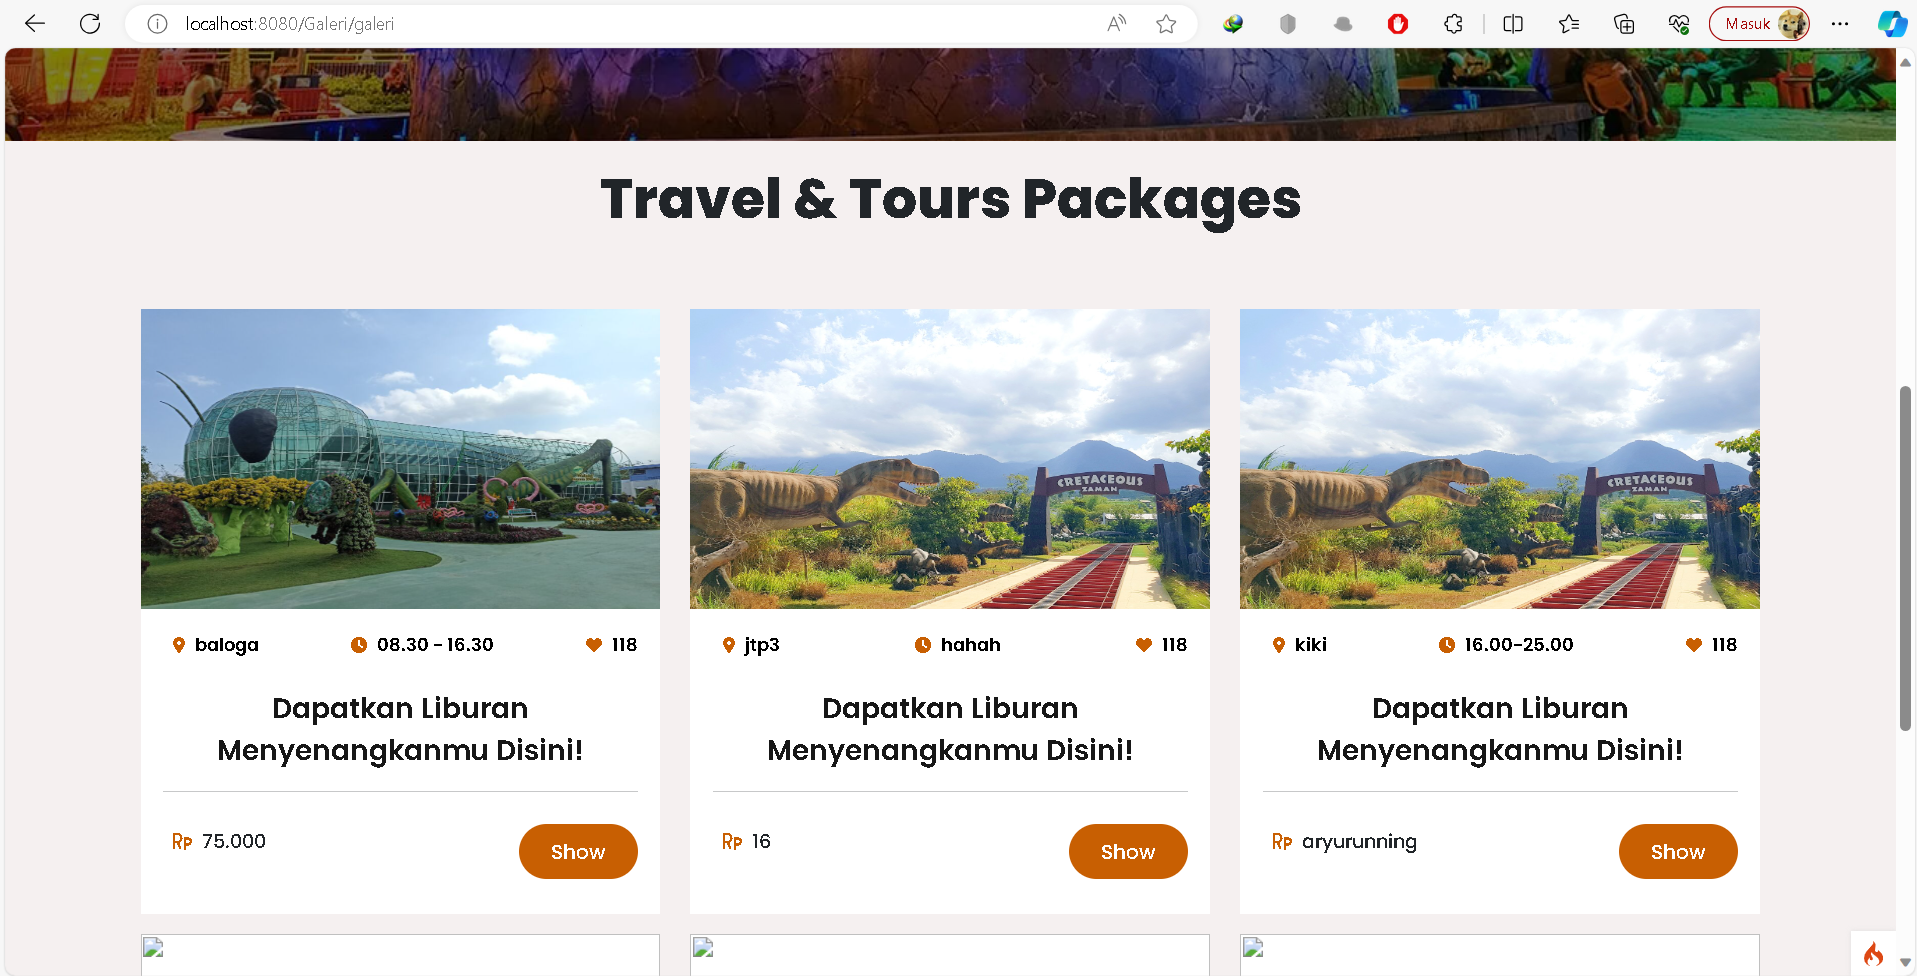 localhost:8080/Galeri/galeri
Masuk
Travel & Tours Packages
CRETACEOUS
ZAMAN
CRETACEOUS
ZAMAN
baloga 08.30 - 16.30 118
Dapatkan Liburan
Menyenangkanmu Disini!
Rp 75.000 Show
jtp3 hahah 118
Dapatkan Liburan
Menyenangkanmu Disini!
Rp 16 Show
kiki 16.00-25.00 118
Dapatkan Liburan
Menyenangkanmu Disini!
Rp aryurunning Show